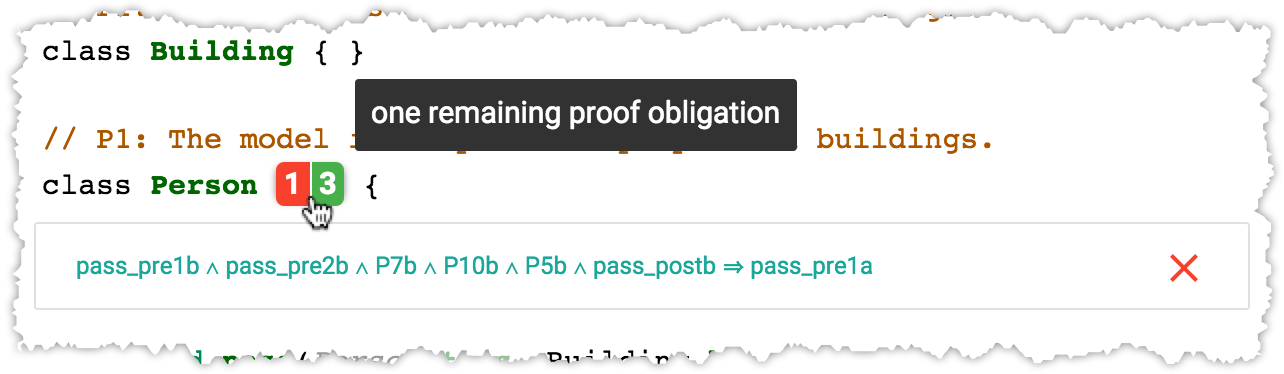 class Building { }
one remaining proof obligation
// P1: The model buildings.
class Person 1 3 {
pass_pre1b ∧ pass_pre2b ∧ P7b ∧ P10b ∧ P5b ∧ pass_postb ⇒ pass_pre1a